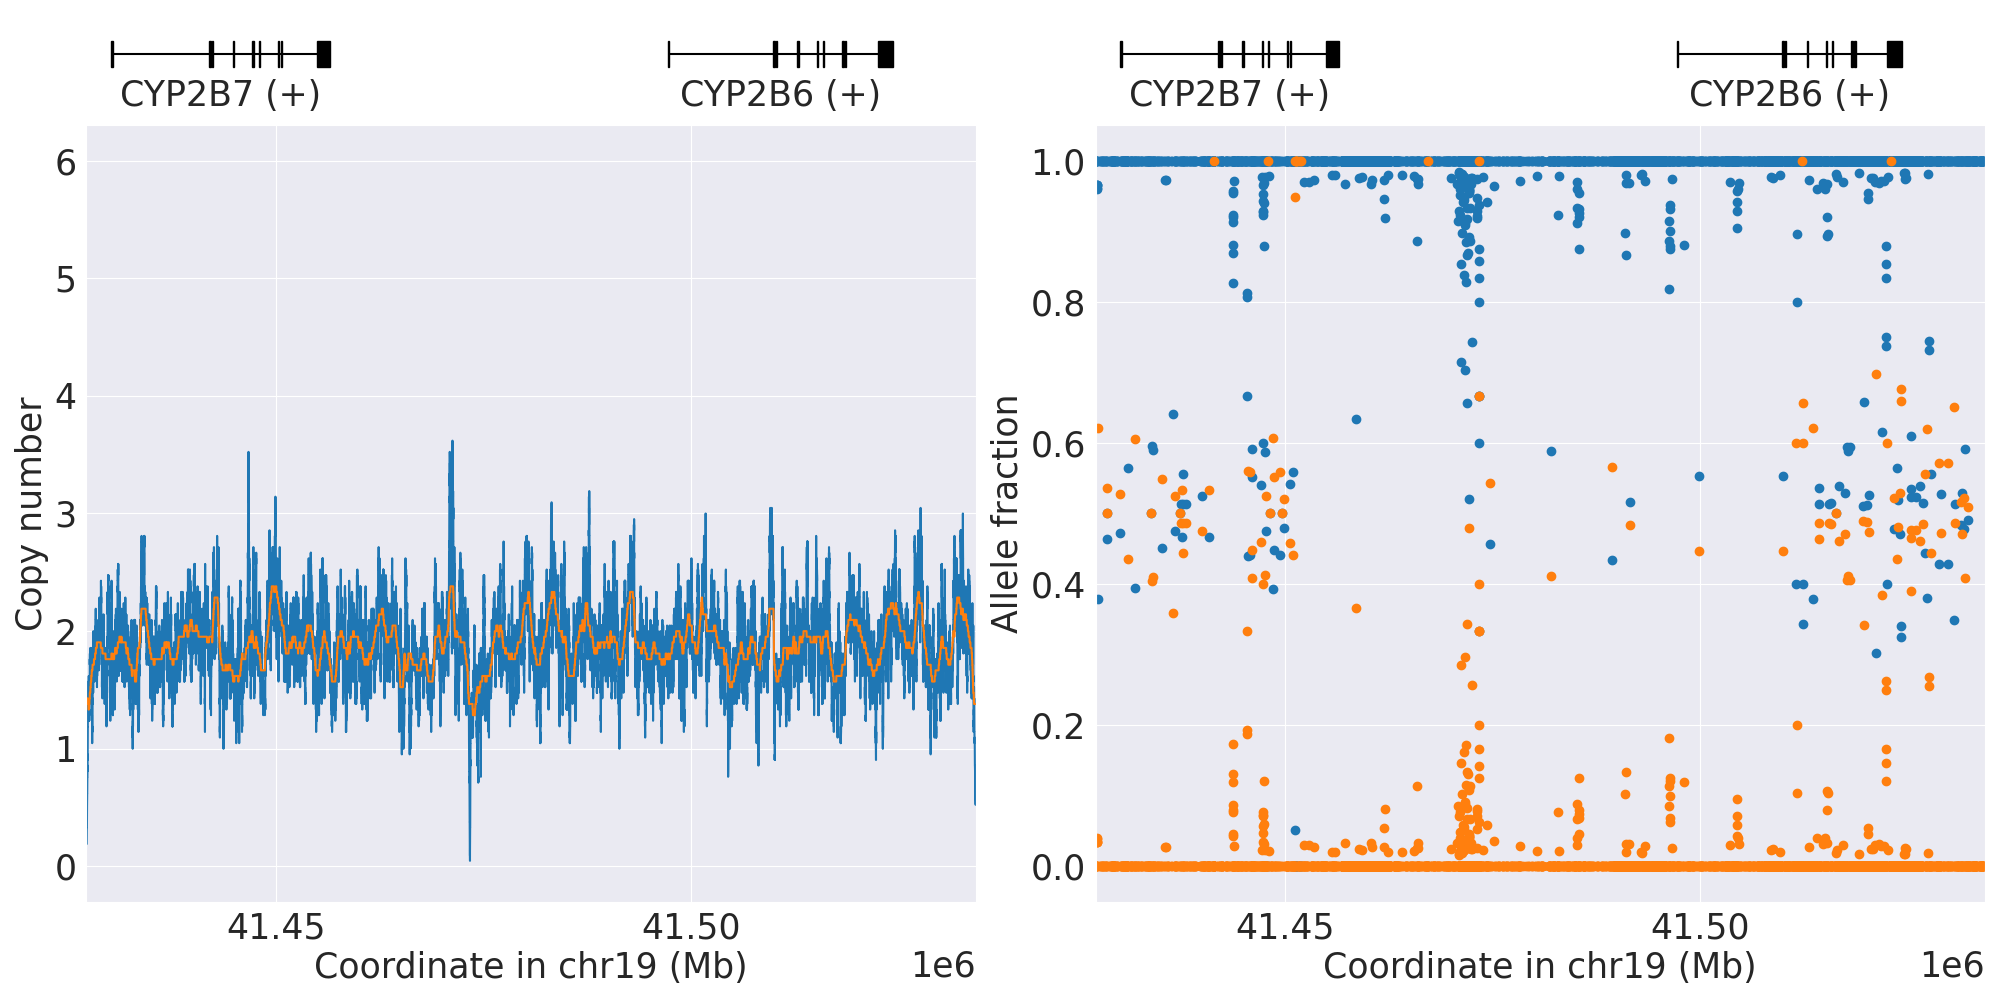 CYP2B7 (+)
CYP2B6 (+)
6
5
4
3
2
1
0
Copy number
41.45
41.50
Coordinate in chr19 (Mb)
1e6
CYP2B7 (+)
CYP2B6 (+)
1.0
0.8
0.6
0.4
0.2
0.0
Allele fraction
41.45
41.50
Coordinate in chr19 (Mb)
1e6